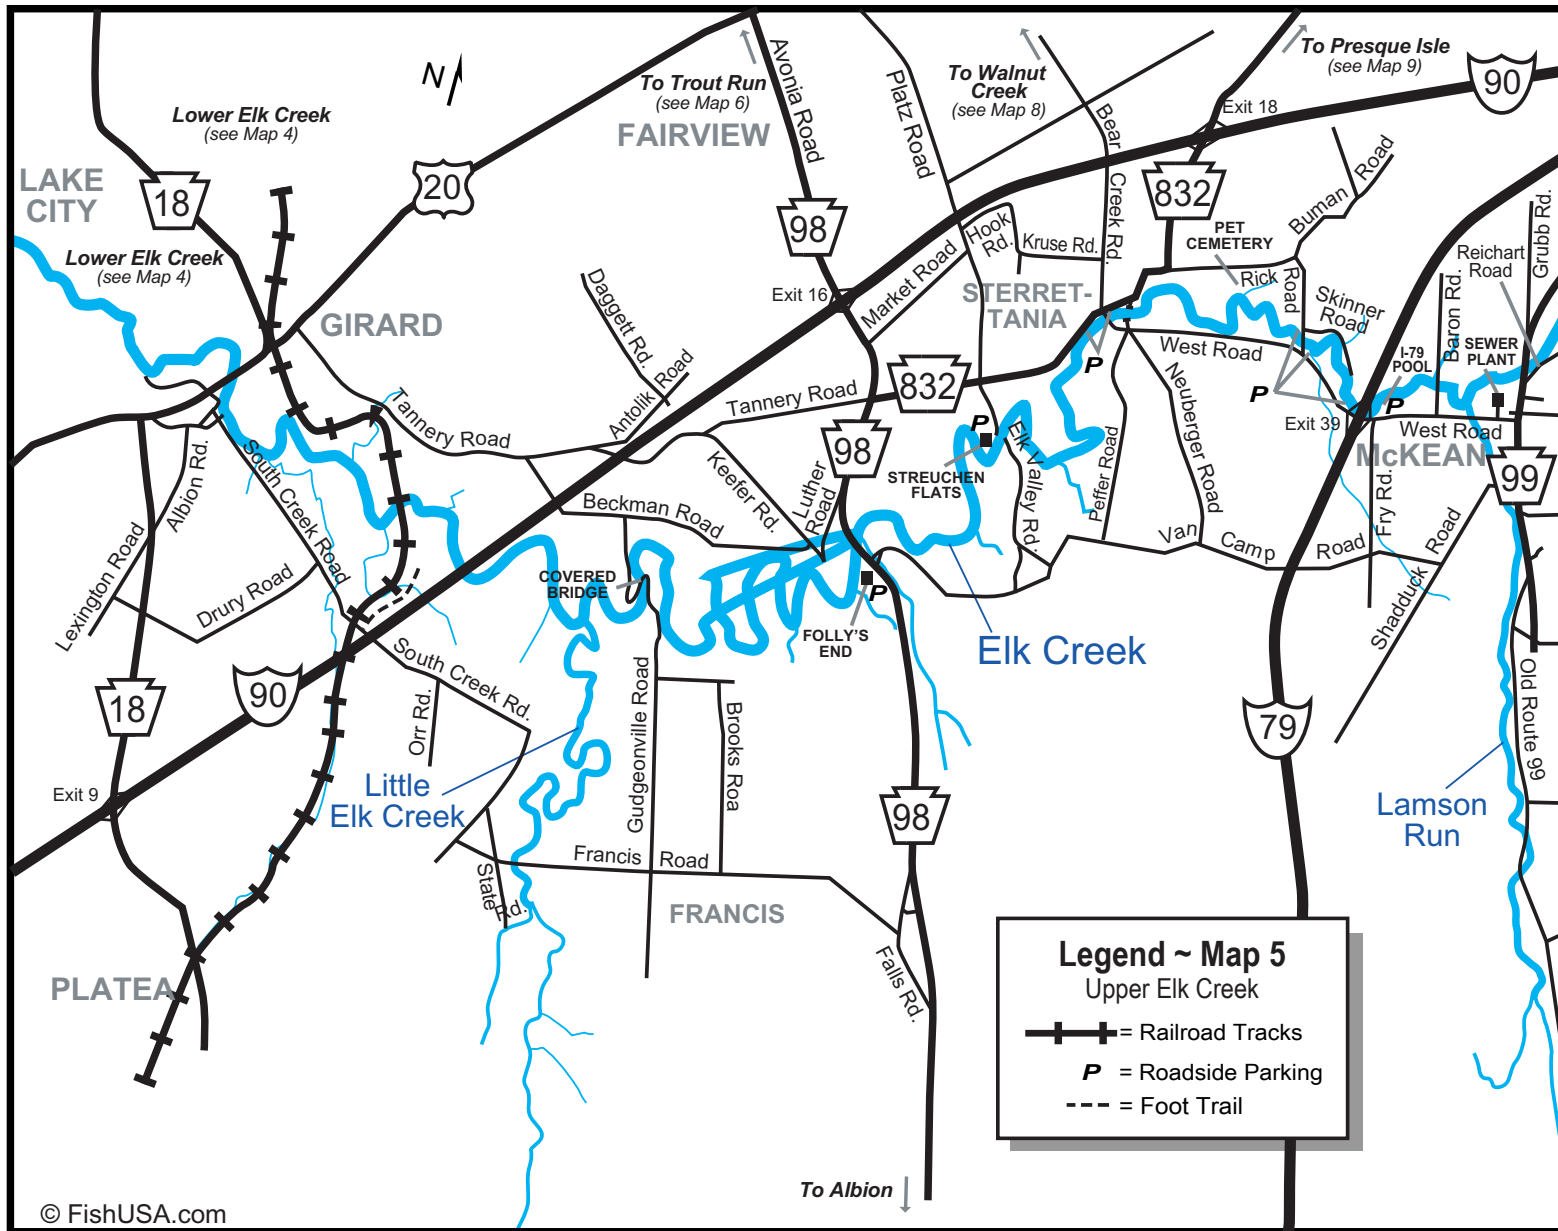 N
Lower Elk Creek
(see Map 4)
LAKE
CITY
18
20
Lower Elk Creek
(see Map 4)
GIRARD
To Trout Run
(see Map 6)
FAIRVIEW
Avonia Road
98
Platz Road
To Walnut
Creek
(see Map 8)
Bear
Creek Rd.
To Presque Isle
(see Map 9)
Exit 18
90
832
Buman
Road
PET
CEMETERY
Rick
Road
Skinner
Road
Reichart
Road
Grubb Rd.
Baron Rd.
I-79
POOL
SEWER
PLANT
Hook
Rd.
Kruse Rd.
Market Road
STERRET-
TANIA
Exit 16
Daggett Rd.
Antolik
Road
Tannery Road
Tannery Road
832
98
West Road
P
P
P
P
Exit 39
West Road
McKEAN
99
Neuberger Road
Peffer Road
Elk Valley Rd.
STREUCHEN
FLATS
Luther
Road
Keefer Rd.
Beckman Road
Albion Rd.
South Creek Road
Lexington Road
Drury Road
COVERED
BRIDGE
P
FOLLY'S
END
Elk Creek
Van
Camp
Road
Fry Rd.
Shadduck
Road
18
90
South Creek Rd.
Orr Rd.
Gudgeonville Road
Brooks Roa
79
Old Route 99
Lamson
Run
Little
Elk Creek
Exit 9
98
State
Rd.
Francis
Road
FRANCIS
Falls Rd.
PLATEA
Legend ~ Map 5
Upper Elk Creek
= Railroad Tracks
P = Roadside Parking
= Foot Trail
To Albion
© FishUSA.com